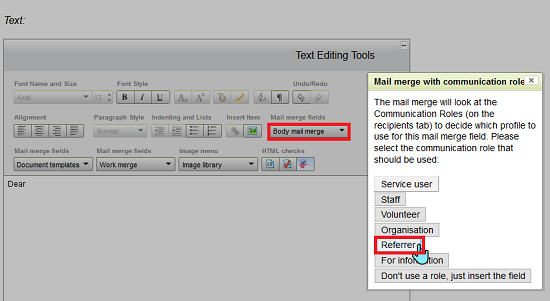 Text:
Text Editing Tools
Font Name and Size
Font Style
Undo/Redo
Arial
13
B I U
Alignment
Paragraph Style
Indenting and Lists
Insert Item
Mail merge fields
Normal
Body mail merge
Mail merge fields
Mail merge fields
Image menu
HTML checks
Document templates
Work merge
Image library
Dear
Mail merge with communication role
The mail merge will look at the
Communication Roles (on the
recipients tab) to decide which profile
to use for this mail merge field. Please
select the communication role that
should be used:
Service user
Staff
Volunteer
Organisation
Referrer
For information
Don't use a role, just insert the field